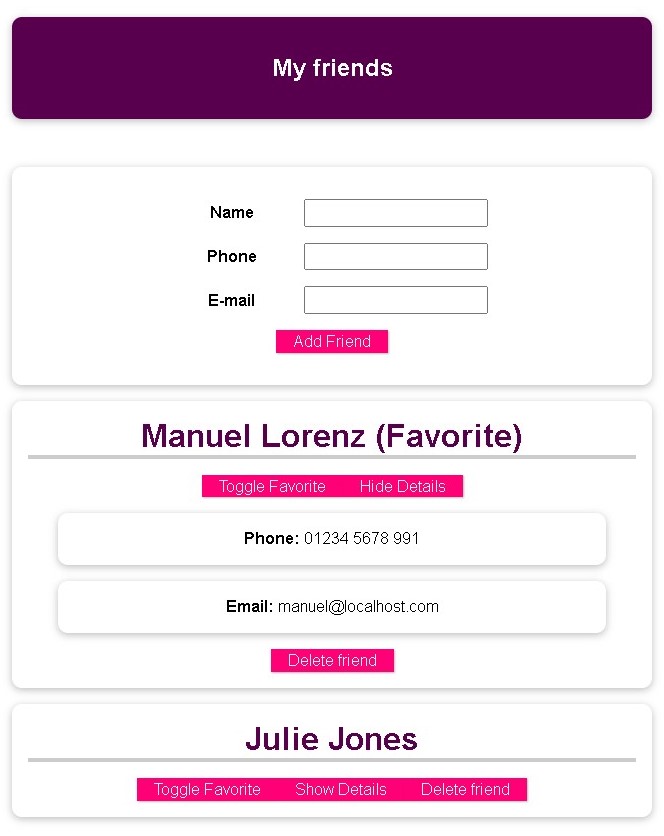 My friends
Name
Phone
E-mail
Add Friend
Manuel Lorenz (Favorite)
Toggle Favorite Hide Details
Phone: 01234 5678 991
Email: manuel@localhost.com
Delete friend
Julie Jones
Toggle Favorite Show Details Delete friend